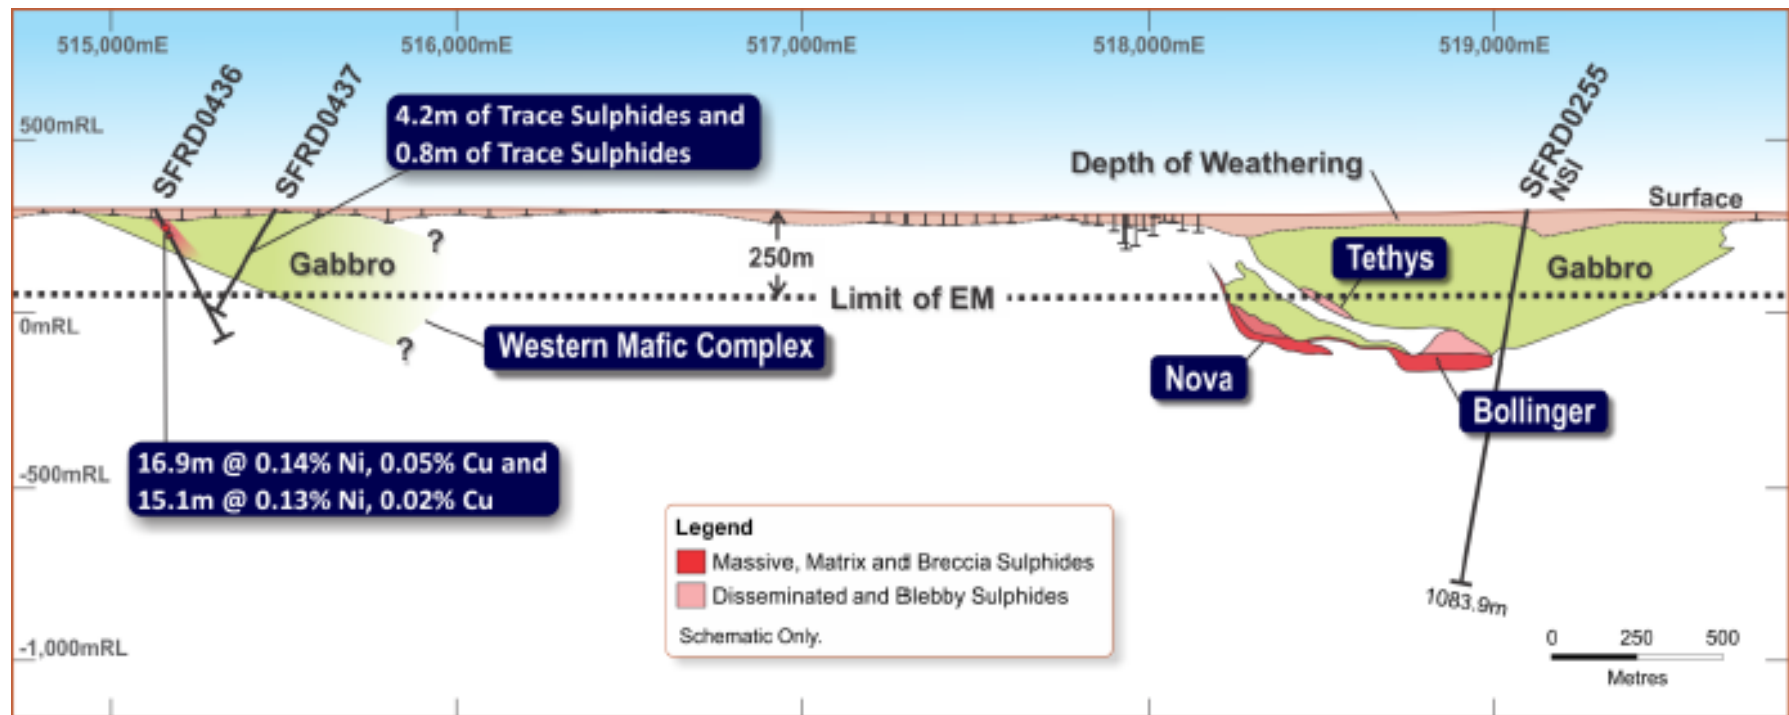 515,000mE
516,000mE
517,000mE
518,000mE
519,000mE
SFRD0436
SFRD0437
SFRD0255
NSI
4.2m of Trace Sulphides and
0.8m of Trace Sulphides
500mRL
Depth of Weathering
Surface
?
Gabbro
250m
Tethys
Gabbro
Limit of EM
0mRL
?
Western Mafic Complex
Nova
Bollinger
16.9m @ 0.14% Ni, 0.05% Cu and
15.1m @ 0.13% Ni, 0.02% Cu
-500mRL
Legend
Massive, Matrix and Breccia Sulphides
Disseminated and Blebby Sulphides
Schematic Only.
1083.9m
-1,000mRL
0 250 500
Metres